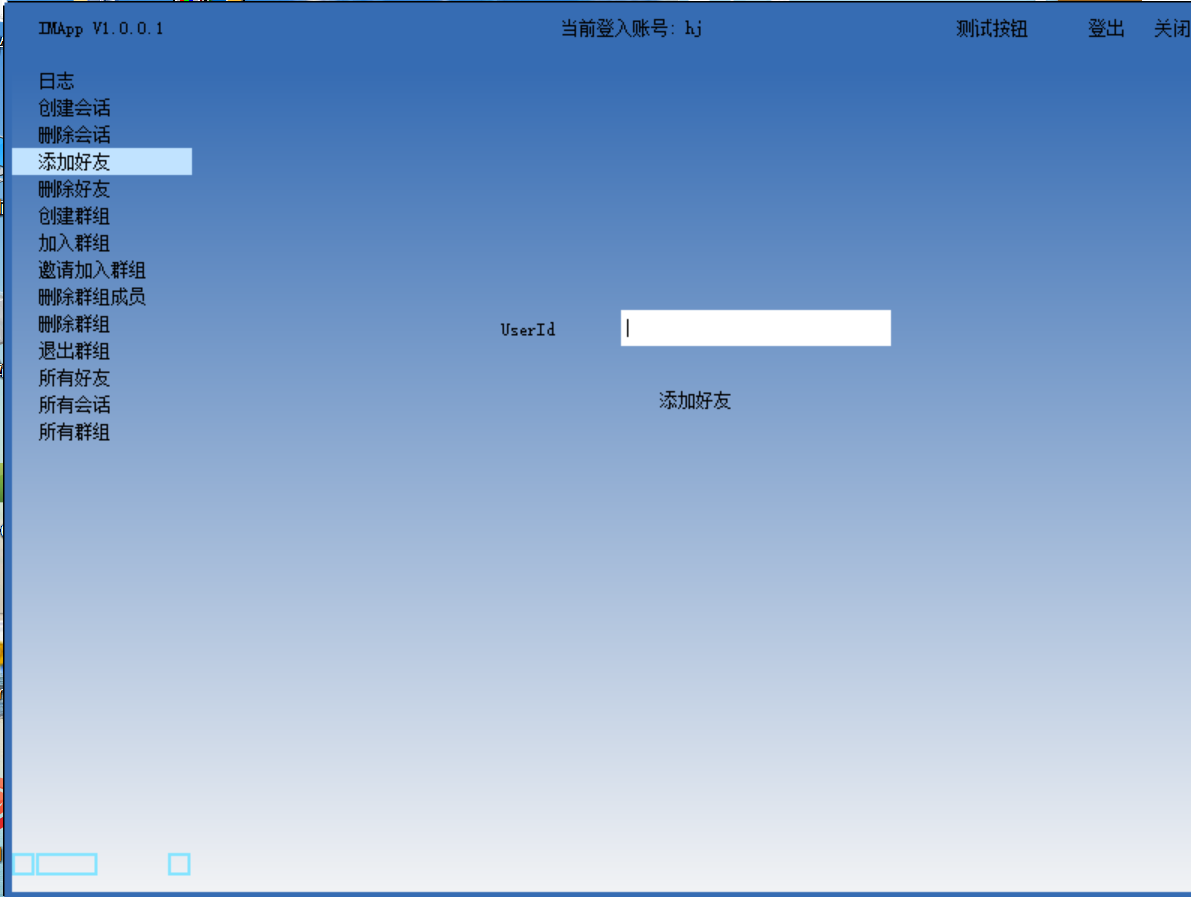 IMApp V1.0.0.1
当前登入账号: hj
测试按钮
登出
关闭
日志
创建会话
删除会话
添加好友
删除好友
创建群组
加入群组
邀请加入群组
删除群组成员
删除群组
退出群组
所有好友
所有会话
所有群组
UserId
添加好友